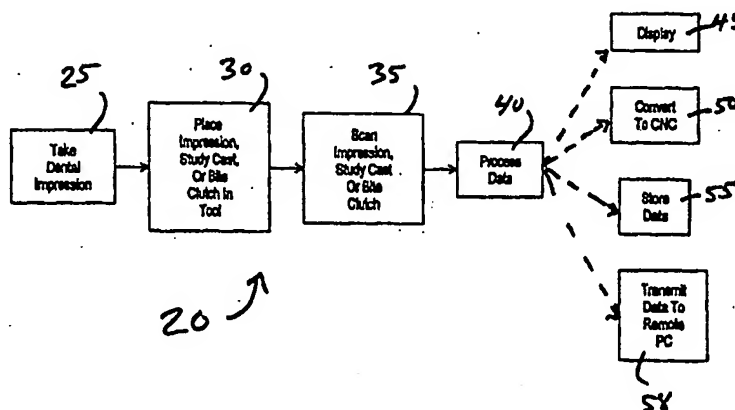 25
Take
Dental
Impression
30
Place
Impression,
Study Cast,
Or Bite
Clutch In
Tool
35
Scan
Impression,
Study Cast
Or Bite
Clutch
40
Process
Data
45
Display
50
Convert
To CNC
55
Store
Data
Transmit
Data To
Remote
PC
58
20